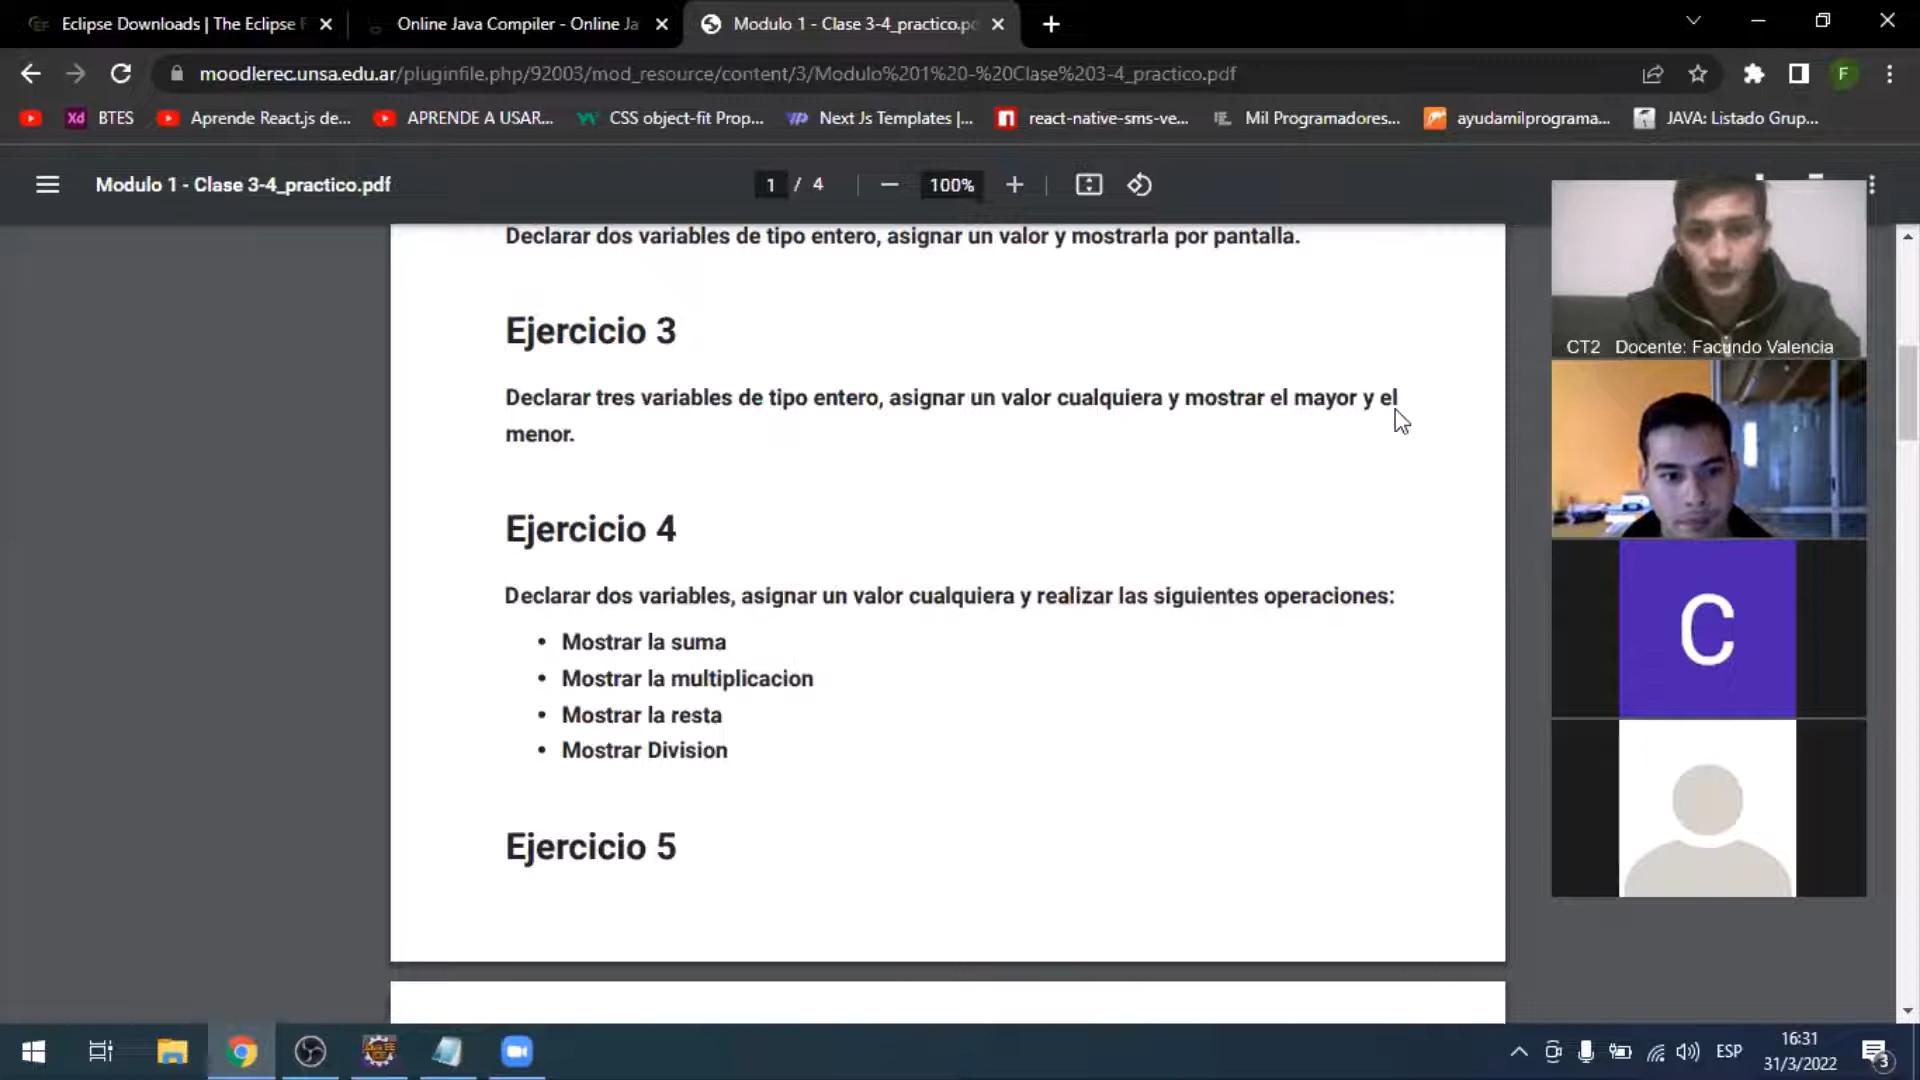 Eclipse Downloads | The Eclipse F
Online Java Compiler - Online Ja
Modulo 1 - Clase 3-4_practico.pd
moodlerec.unsa.edu.ar/pluginfile.php/92003/mod_resource/content/3/Modulo%201%20-%20Clase%203-4_practico.pdf
F
Xd BTES
Aprende React.js de...
APRENDE A USAR...
CSS object-fit Prop...
Next Js Templates |...
react-native-sms-ve...
Mil Programadores...
ayudamilprograma...
JAVA: Listado Grup...
Modulo 1 - Clase 3-4_practico.pdf
1 / 4
100%
Declarar dos variables de tipo entero, asignar un valor y mostrarla por pantalla.
Ejercicio 3
Declarar tres variables de tipo entero, asignar un valor cualquiera y mostrar el mayor y el
menor.
Ejercicio 4
Declarar dos variables, asignar un valor cualquiera y realizar las siguientes operaciones:
• Mostrar la suma
• Mostrar la multiplicacion
• Mostrar la resta
• Mostrar Division
Ejercicio 5
CT2 Docente: Facundo Valencia
C
ESP
16:31
31/3/2022
3